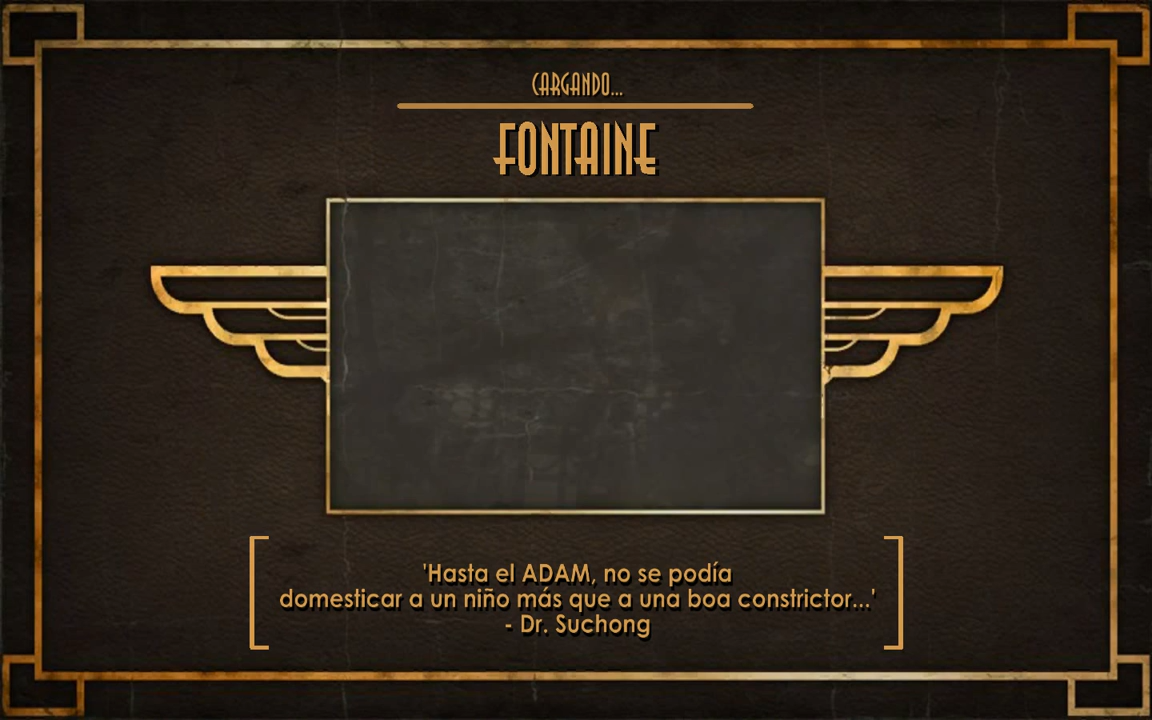 CARGANDO...
FONTAINE
'Hasta el ADAM, no se podía
domesticar a un niño más que a una boa constrictor...'
- Dr. Suchong